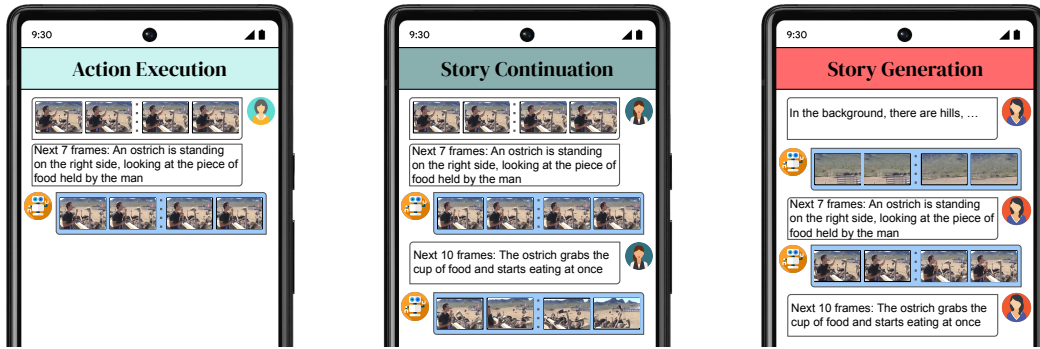 9:30
Action Execution
Next 7 frames: An ostrich is standing
on the right side, looking at the piece of
food held by the man
9:30
Story Continuation
Next 7 frames: An ostrich is standing
on the right side, looking at the piece of
food held by the man
Next 10 frames: The ostrich grabs the
cup of food and starts eating at once
9:30
Story Generation
In the background, there are hills, …
Next 7 frames: An ostrich is standing
on the right side, looking at the piece of
food held by the man
Next 10 frames: The ostrich grabs the
cup of food and starts eating at once